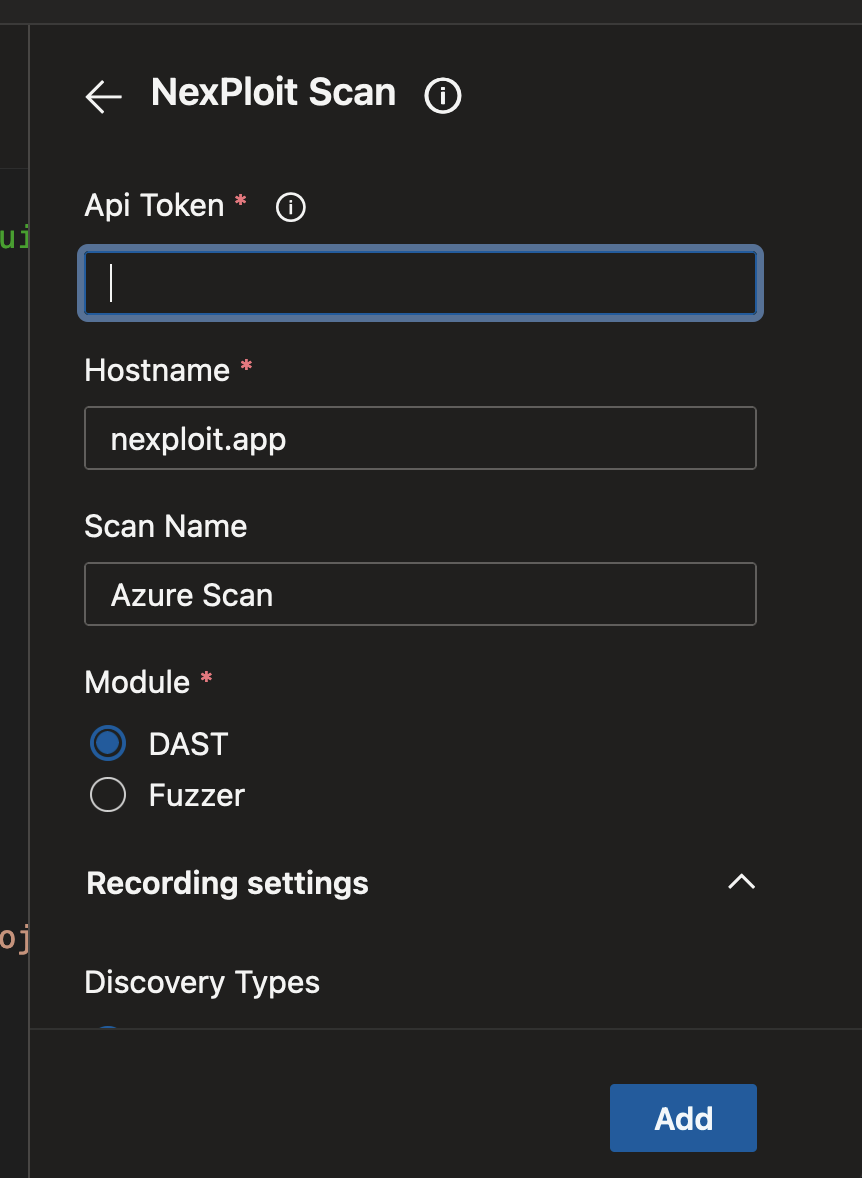 NexPloit Scan
Api Token *
ui
Hostname *
nexploit.app
Scan Name
Azure Scan
Module *
DAST
Fuzzer
Recording settings
oj
Discovery Types
Add